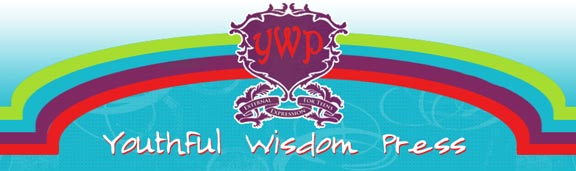 ywp
EXTERNAL EXPRESSION FOR TEENS
Youthful Wisdom Press